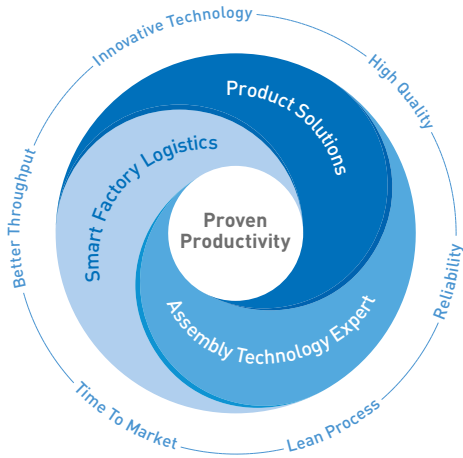 Innovative Technology
High Quality
Reliability
Lean Process
Time To Market
Better Throughput
Product Solutions
Assembly Technology Expert
Smart Factory Logistics
Proven
Productivity